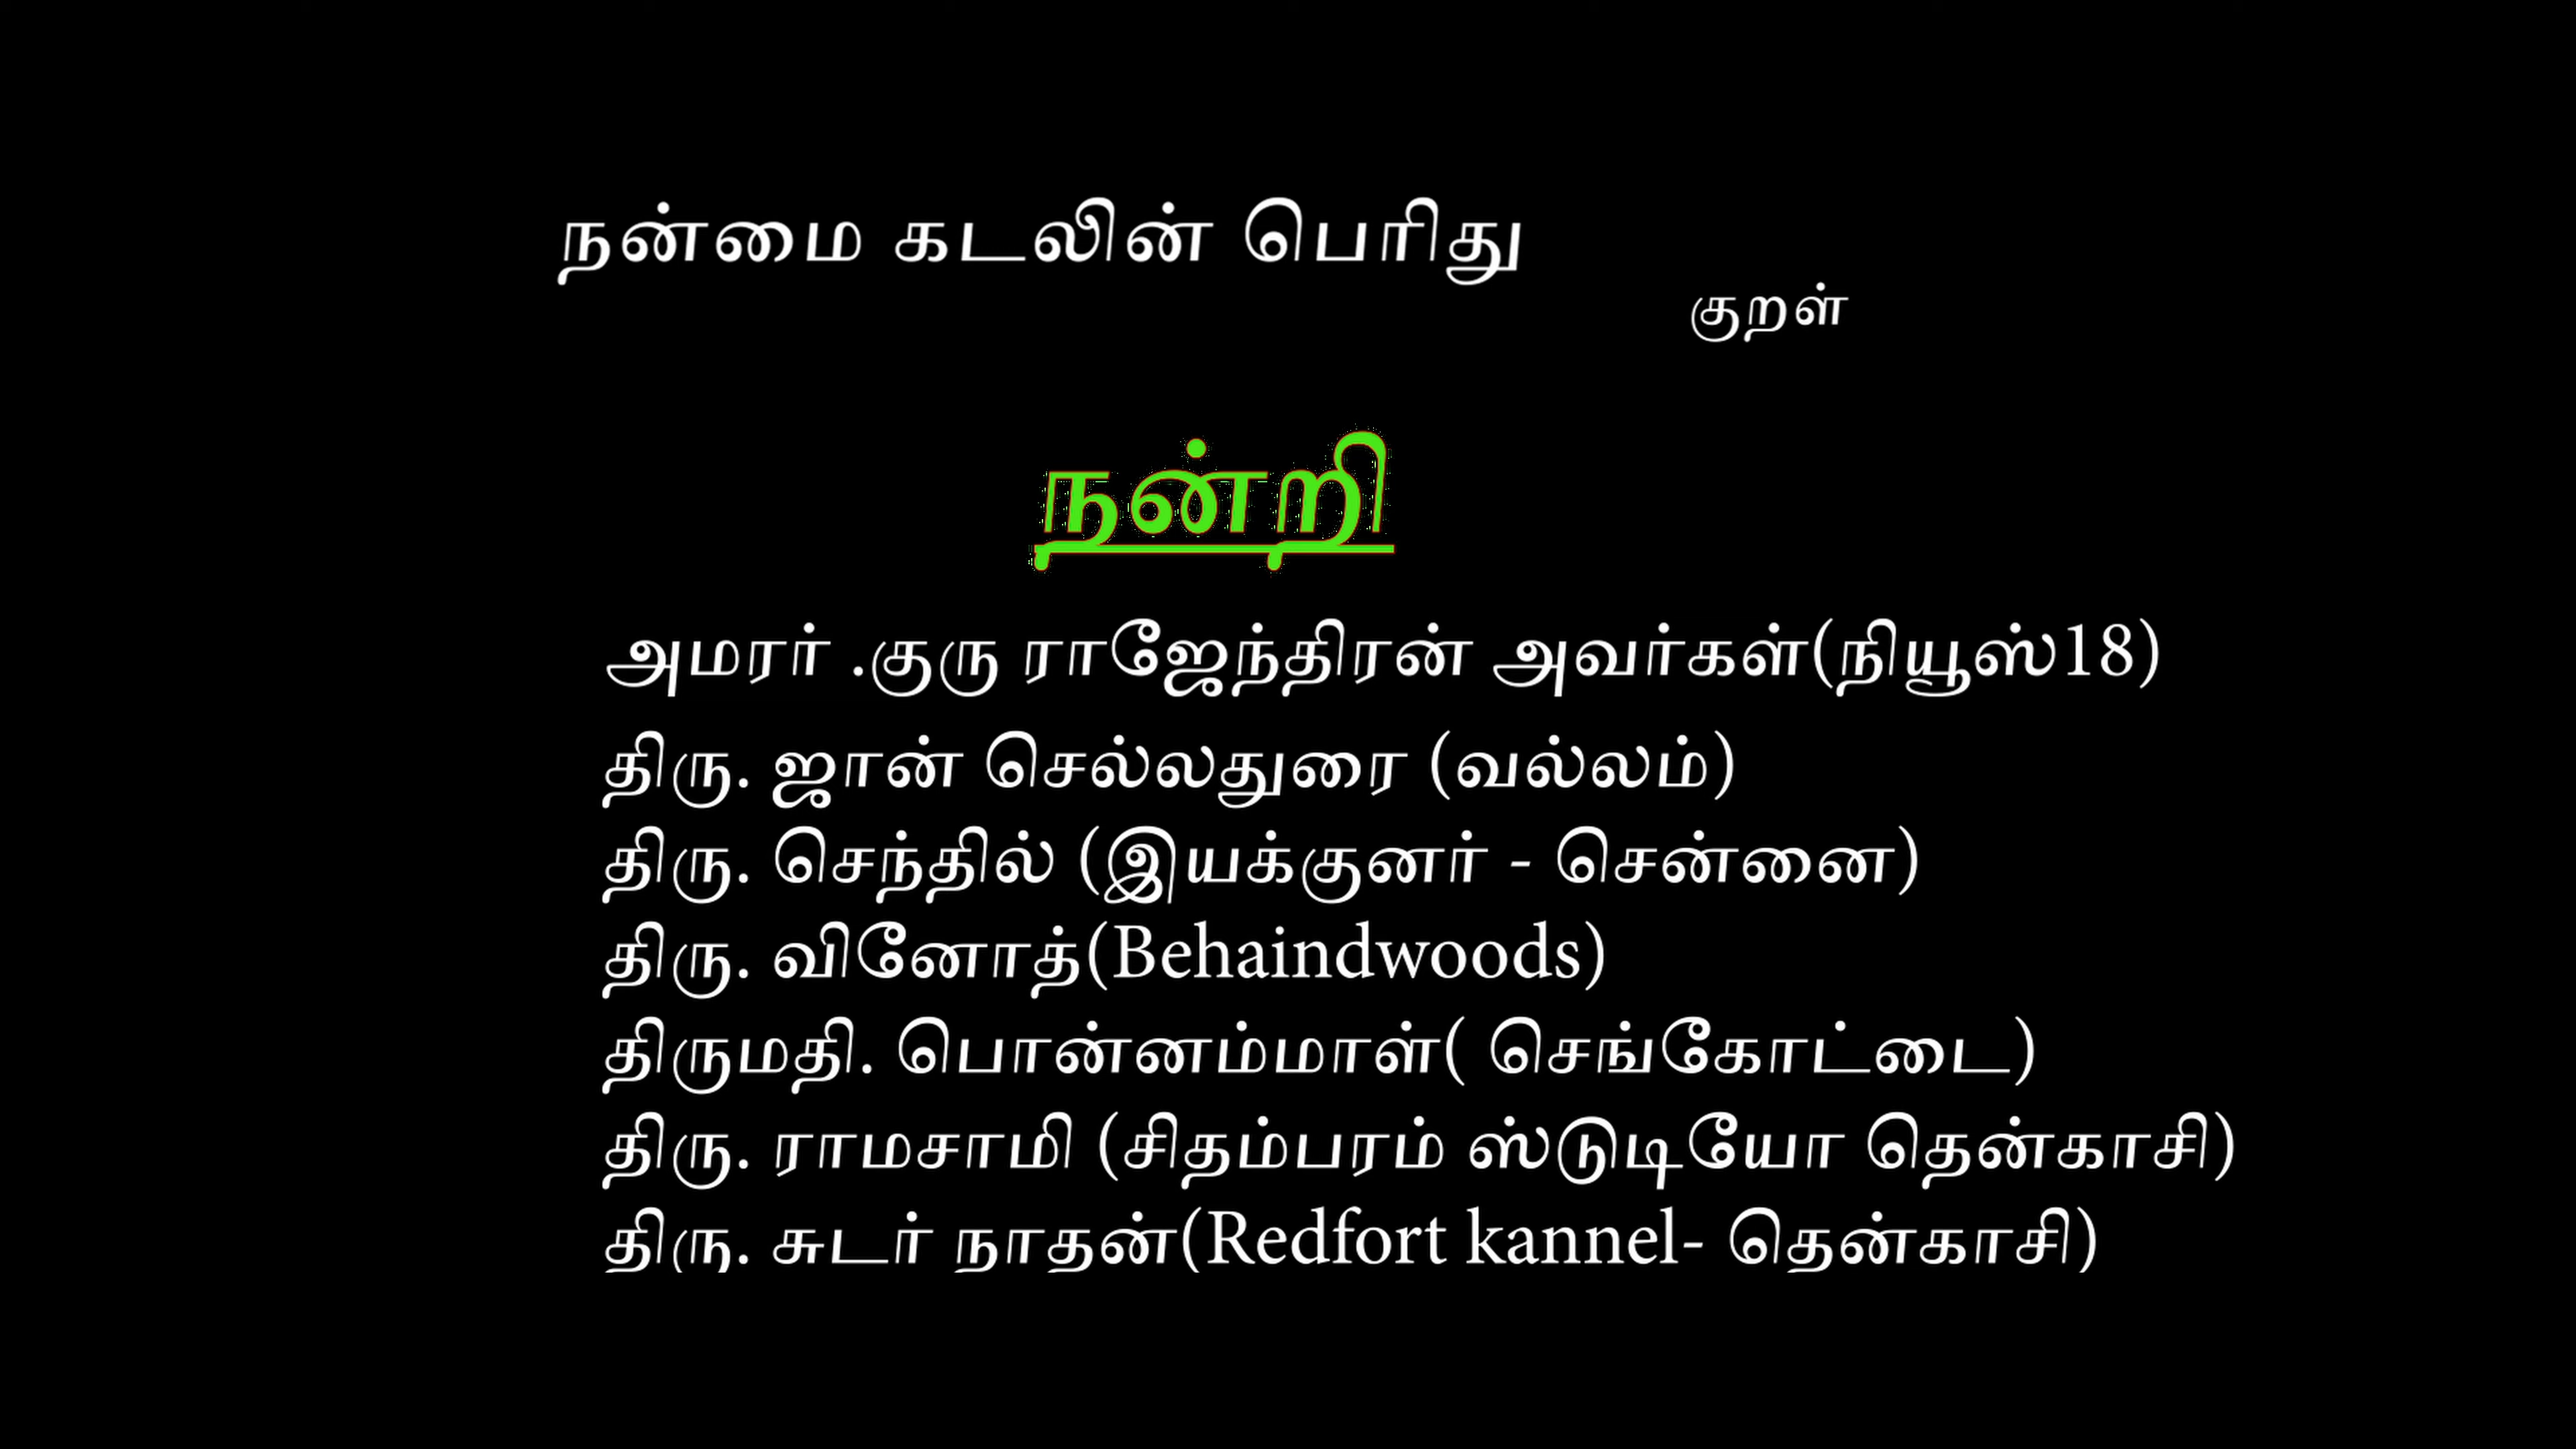 நன்மை கடலின் பெரிது
குறள்
நன்றி
அமரர் .குரு ராஜேந்திரன் அவர்கள்(நியூஸ்18)
திரு. ஜான் செல்லதுரை (வல்லம்)
திரு. செந்தில் (இயக்குனர் - சென்னை)
திரு. வினோத்(Behaindwoods)
திருமதி. பொன்னம்மாள்( செங்கோட்டை)
திரு. ராமசாமி (சிதம்பரம் ஸ்டுடியோ தென்காசி)
திரு. சுடர் நாதன்(Redfort kannel- தென்காசி)